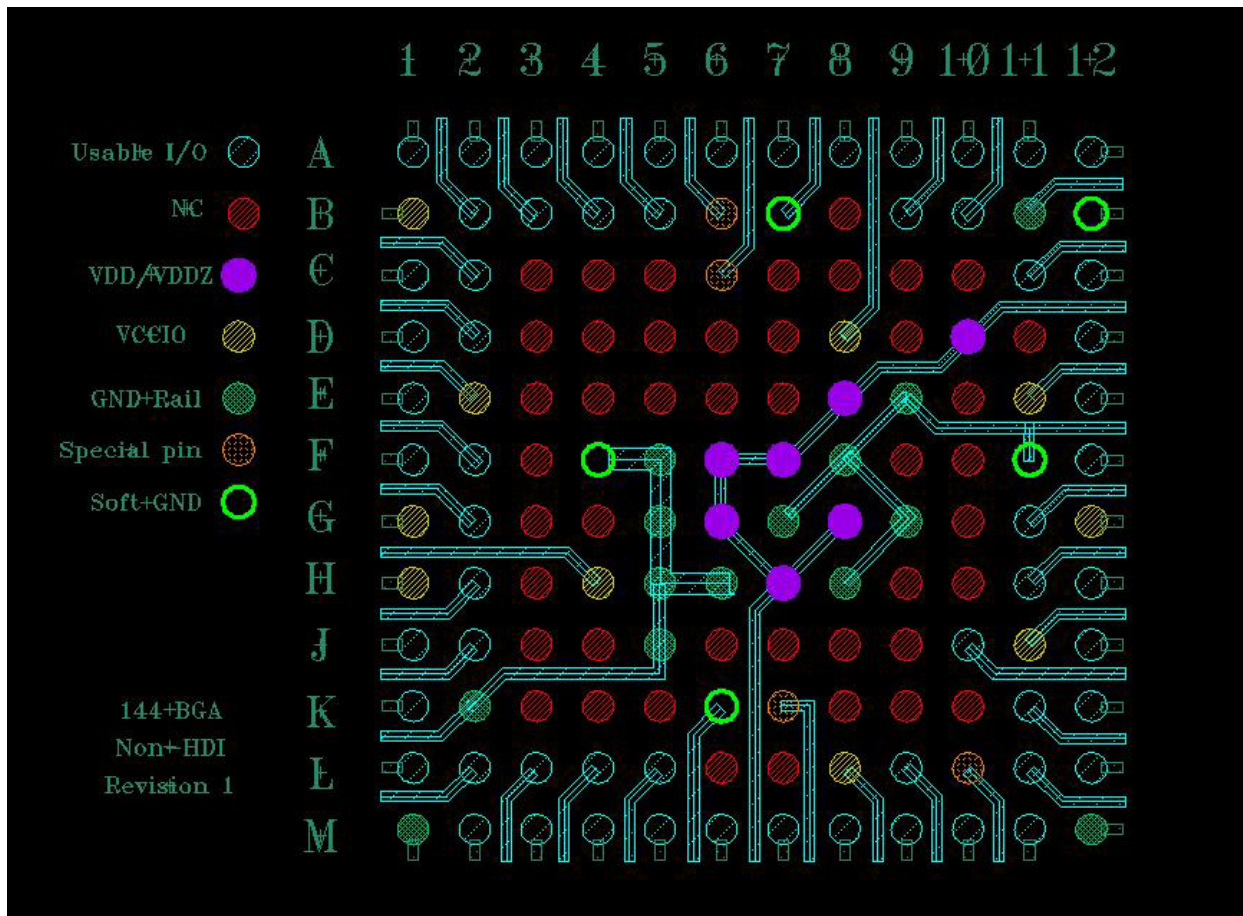 1 2 3 4 5 6 7 8 9 10 11 12
Usable I/O
A
NC
B
VDD/VDDZ
C
VCCIO
D
GND Rail
E
Special pin
F
Soft GND
G
H
J
144 BGA
K
Non-HDI
Revision 1
L
M